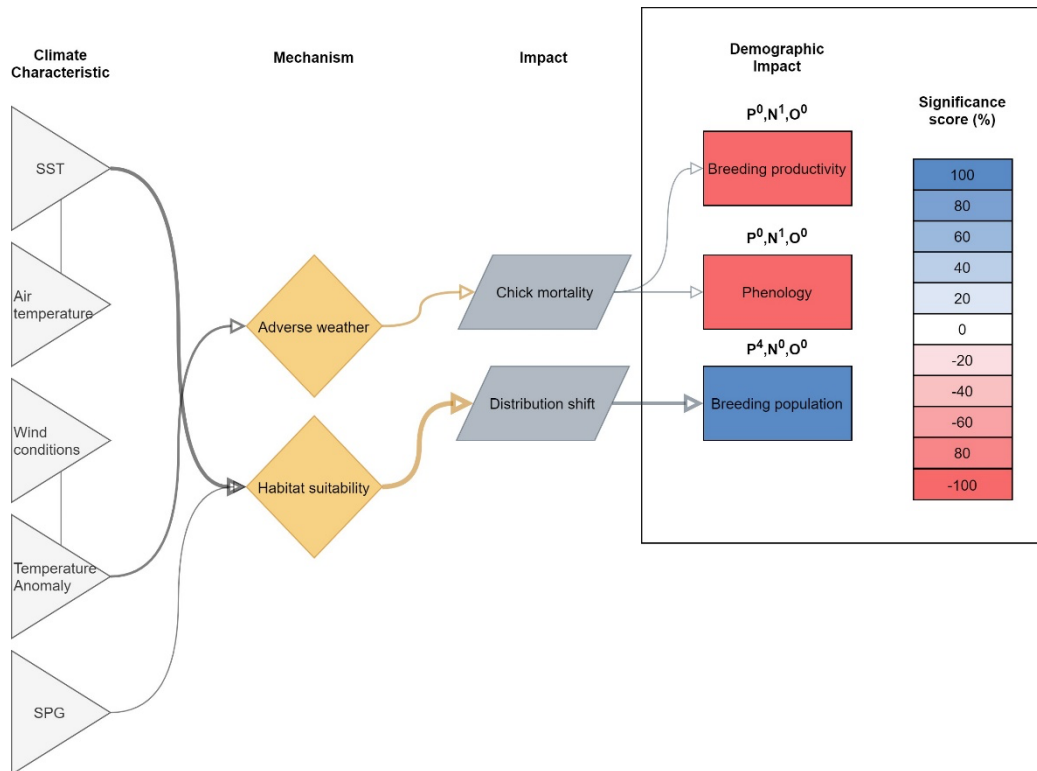 Climate
Characteristic
Mechanism
Impact
Demographic
Impact
Significance
score (%)
SST
Air
temperature
Wind
conditions
Temperature
Anomaly
SPG
Adverse weather
Habitat suitability
Chick mortality
Distribution shift
P⁰,N¹,O⁰
Breeding productivity
P⁰,N¹,O⁰
Phenology
P⁴,N⁰,O⁰
Breeding population
100
80
60
40
20
0
-20
-40
-60
80
-100